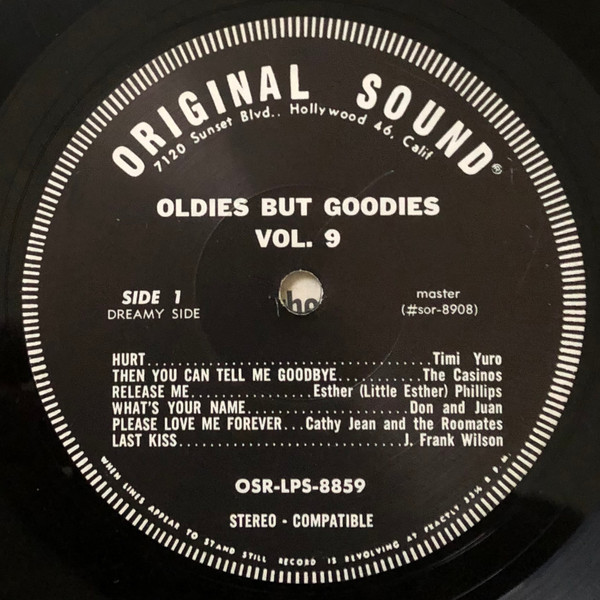 ORIGINAL SOUND®
7120 Sunset Blvd., Hollywood 46, Calif
OLDIES BUT GOODIES
VOL. 9
SIDE 1
DREAMY SIDE
master
(#sor-8908)
HURT..............................Timi Yuro
THEN YOU CAN TELL ME GOODBYE...........The Casinos
RELEASE ME................Esther (Little Esther) Phillips
WHAT'S YOUR NAME.....................Don and Juan
PLEASE LOVE ME FOREVER...Cathy Jean and the Roomates
LAST KISS.............................J. Frank Wilson
OSR-LPS-8859
STEREO - COMPATIBLE
WHEN LINES APPEAR TO STAND STILL RECORD IS REVOLVING AT EXACTLY 33⅓ R.P.M.